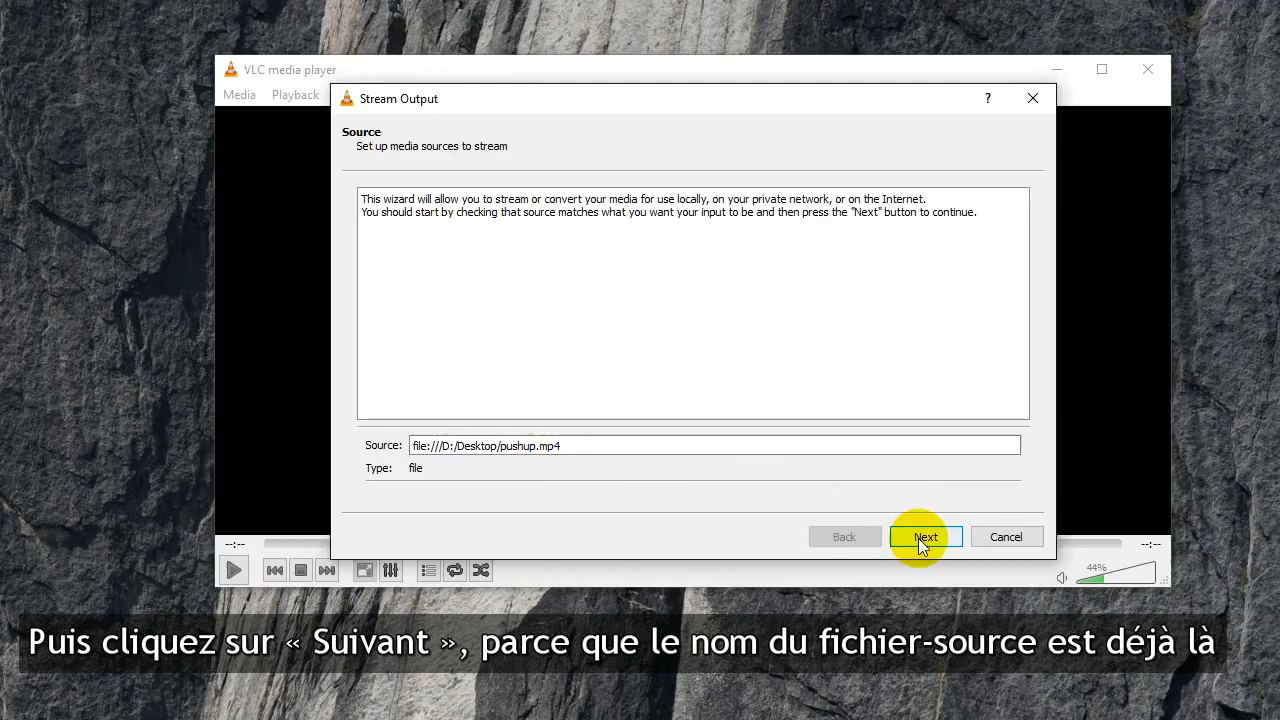 VLC media player
Media Playback
Stream Output
?
Source
Set up media sources to stream
This wizard will allow you to stream or convert your media for use locally, on your private network, or on the Internet.
You should start by checking that source matches what you want your input to be and then press the "Next" button to continue.
Source: file:///D:/Desktop/pushup.mp4
Type: file
Back Next Cancel
--:-- --:--
44%
Puis cliquez sur « Suivant », parce que le nom du fichier-source est déjà là